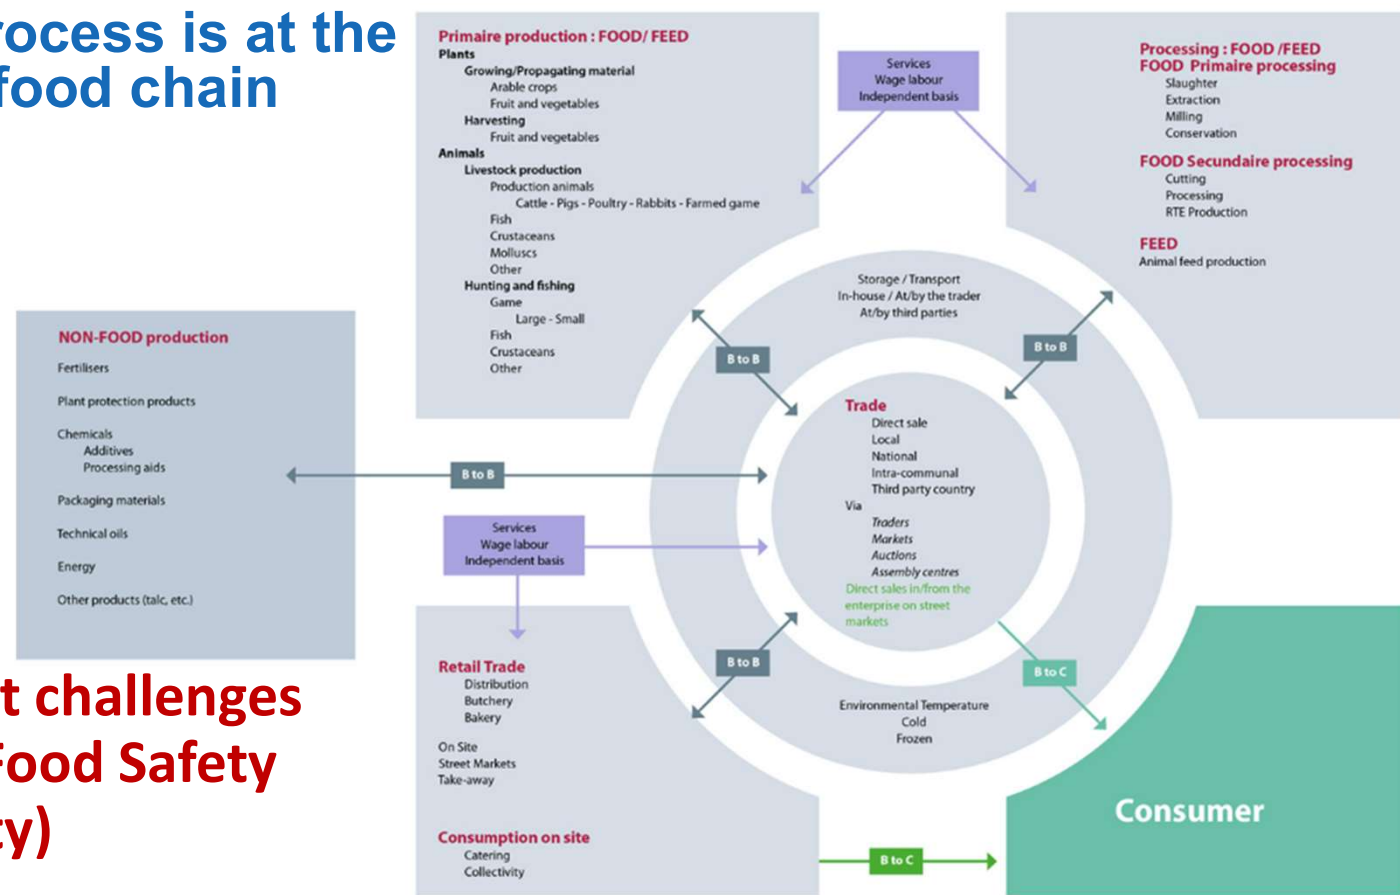 rocess is at the
food chain
Primaire production : FOOD/ FEED
Plants
Growing/Propagating material
Arable crops
Fruit and vegetables
Harvesting
Fruit and vegetables
Animals
Livestock production
Production animals
Cattle - Pigs - Poultry - Rabbits - Farmed game
Fish
Crustaceans
Molluscs
Other
Hunting and fishing
Game
Large - Small
Fish
Crustaceans
Other
Services
Wage labour
Independent basis
Processing : FOOD /FEED
FOOD Primaire processing
Slaughter
Extraction
Milling
Conservation
FOOD Secundaire processing
Cutting
Processing
RTE Production
FEED
Animal feed production
Storage / Transport
In-house / At/by the trader
At/by third parties
B to B
B to B
NON-FOOD production
Fertilisers
Plant protection products
Chemicals
Additives
Processing aids
Packaging materials
Technical oils
Energy
Other products (talc, etc.)
B to B
Services
Wage labour
Independent basis
Trade
Direct sale
Local
National
Intra-communal
Third party country
Via
Traders
Markets
Auctions
Assembly centres
Direct sales in/from the
enterprise on street
markets
B to B
B to C
Environmental Temperature
Cold
Frozen
t challenges
Food Safety
ty)
Retail Trade
Distribution
Butchery
Bakery
On Site
Street Markets
Take-away
Consumption on site
Catering
Collectivity
B to C
Consumer